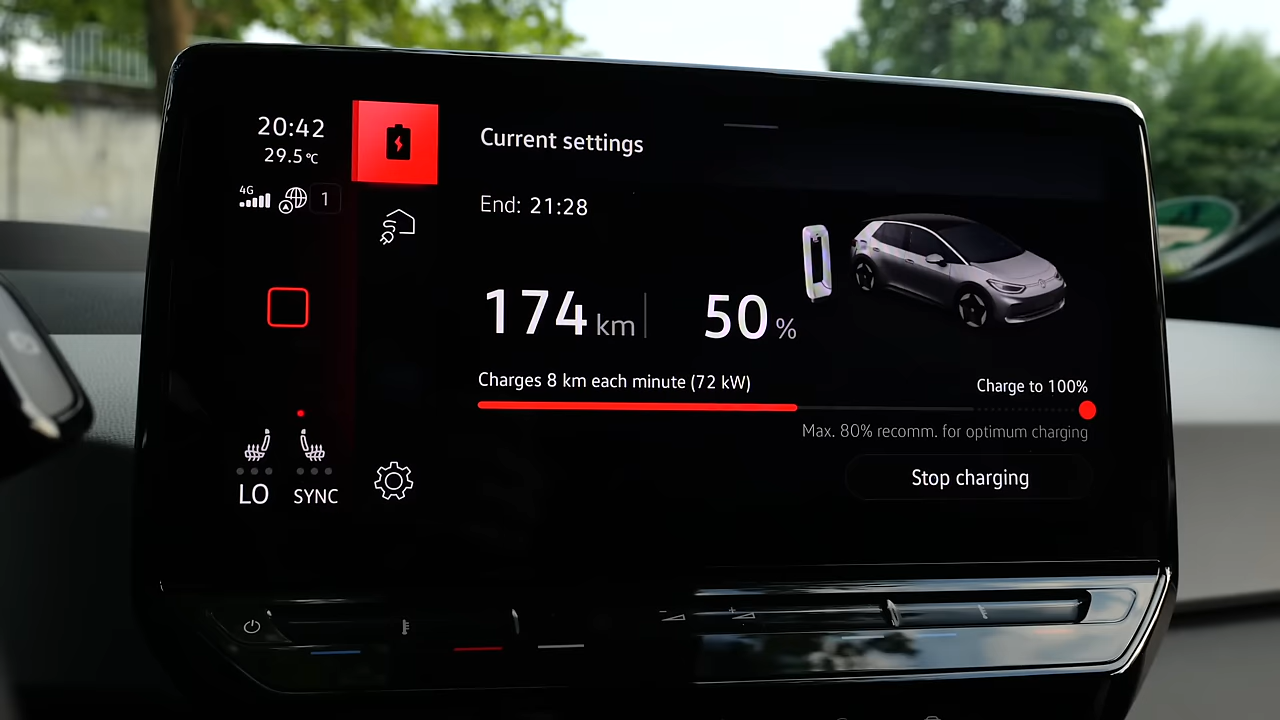 20:42
29.5°C
4G
1
Current settings
End: 21:28
174 km
50 %
Charges 8 km each minute (72 kW)
Charge to 100%
Max. 80% recomm. for optimum charging
Stop charging
LO
SYNC